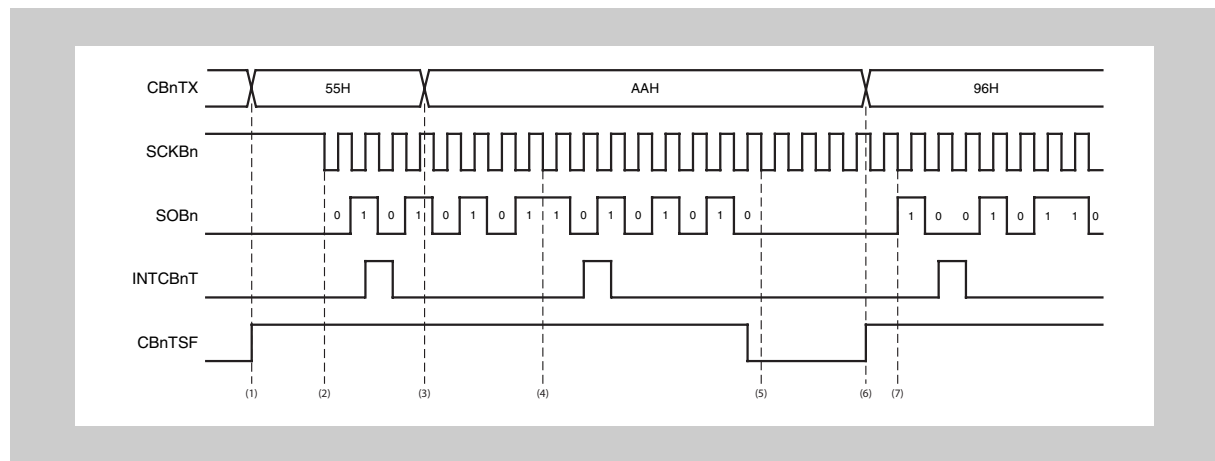 CBnTX 55H AAH 96H
SCKBn
SOBn 0 1 0 1 0 1 0 1 1 0 1 0 1 0 1 0 1 0 0 1 0 1 1 0
INTCBnT
CBnTSF
(1) (2) (3) (4) (5) (6) (7)